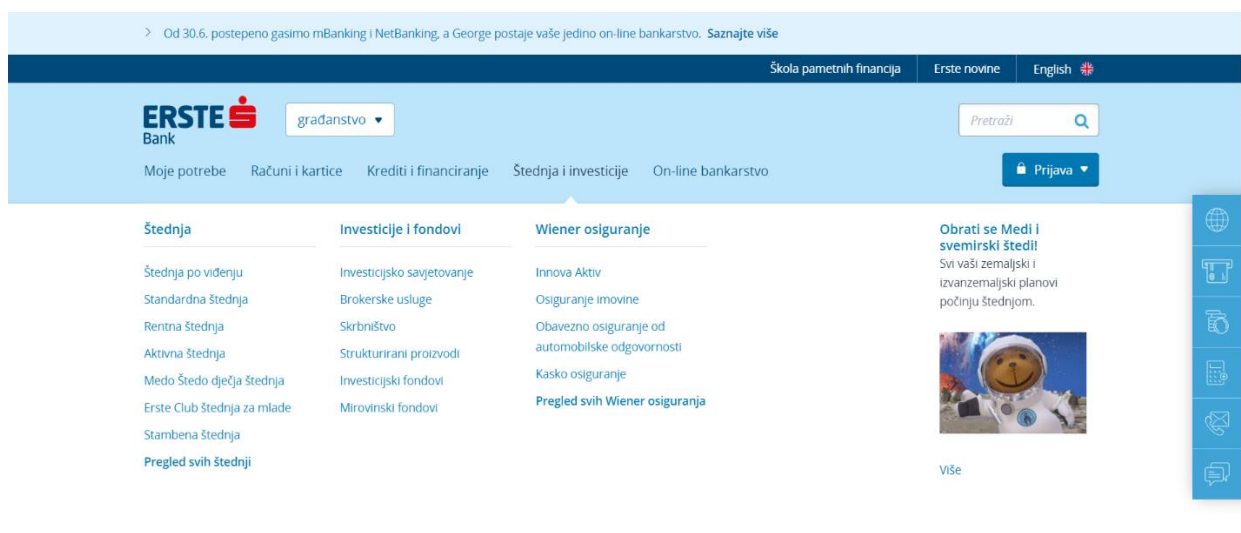 Od 30.6. postepeno gasimo mBanking i NetBanking, a George postaje vaše jedino on-line bankarstvo. Saznajte više
Škola pametnih financija
Erste novine
English
ERSTE
Bank
građanstvo
Pretraži
Moje potrebe
Računi i kartice
Krediti i financiranje
Štednja i investicije
On-line bankarstvo
Prijava
Štednja
Štednja po viđenju
Standardna štednja
Rentna štednja
Aktivna štednja
Medo Štedo dječja štednja
Erste Club štednja za mlade
Stambena štednja
Pregled svih štednji
Investicije i fondovi
Investicijsko savjetovanje
Brokerske usluge
Skrbništvo
Strukturirani proizvodi
Investicijski fondovi
Mirovinski fondovi
Wiener osiguranje
Innova Aktiv
Osiguranje imovine
Obavezno osiguranje od
automobilske odgovornosti
Kasko osiguranje
Pregled svih Wiener osiguranja
Obrati se Medi i
svemirski štedi!
Svi vaši zemaljski i
izvanzemaljski planovi
počinju štednjom.
Više